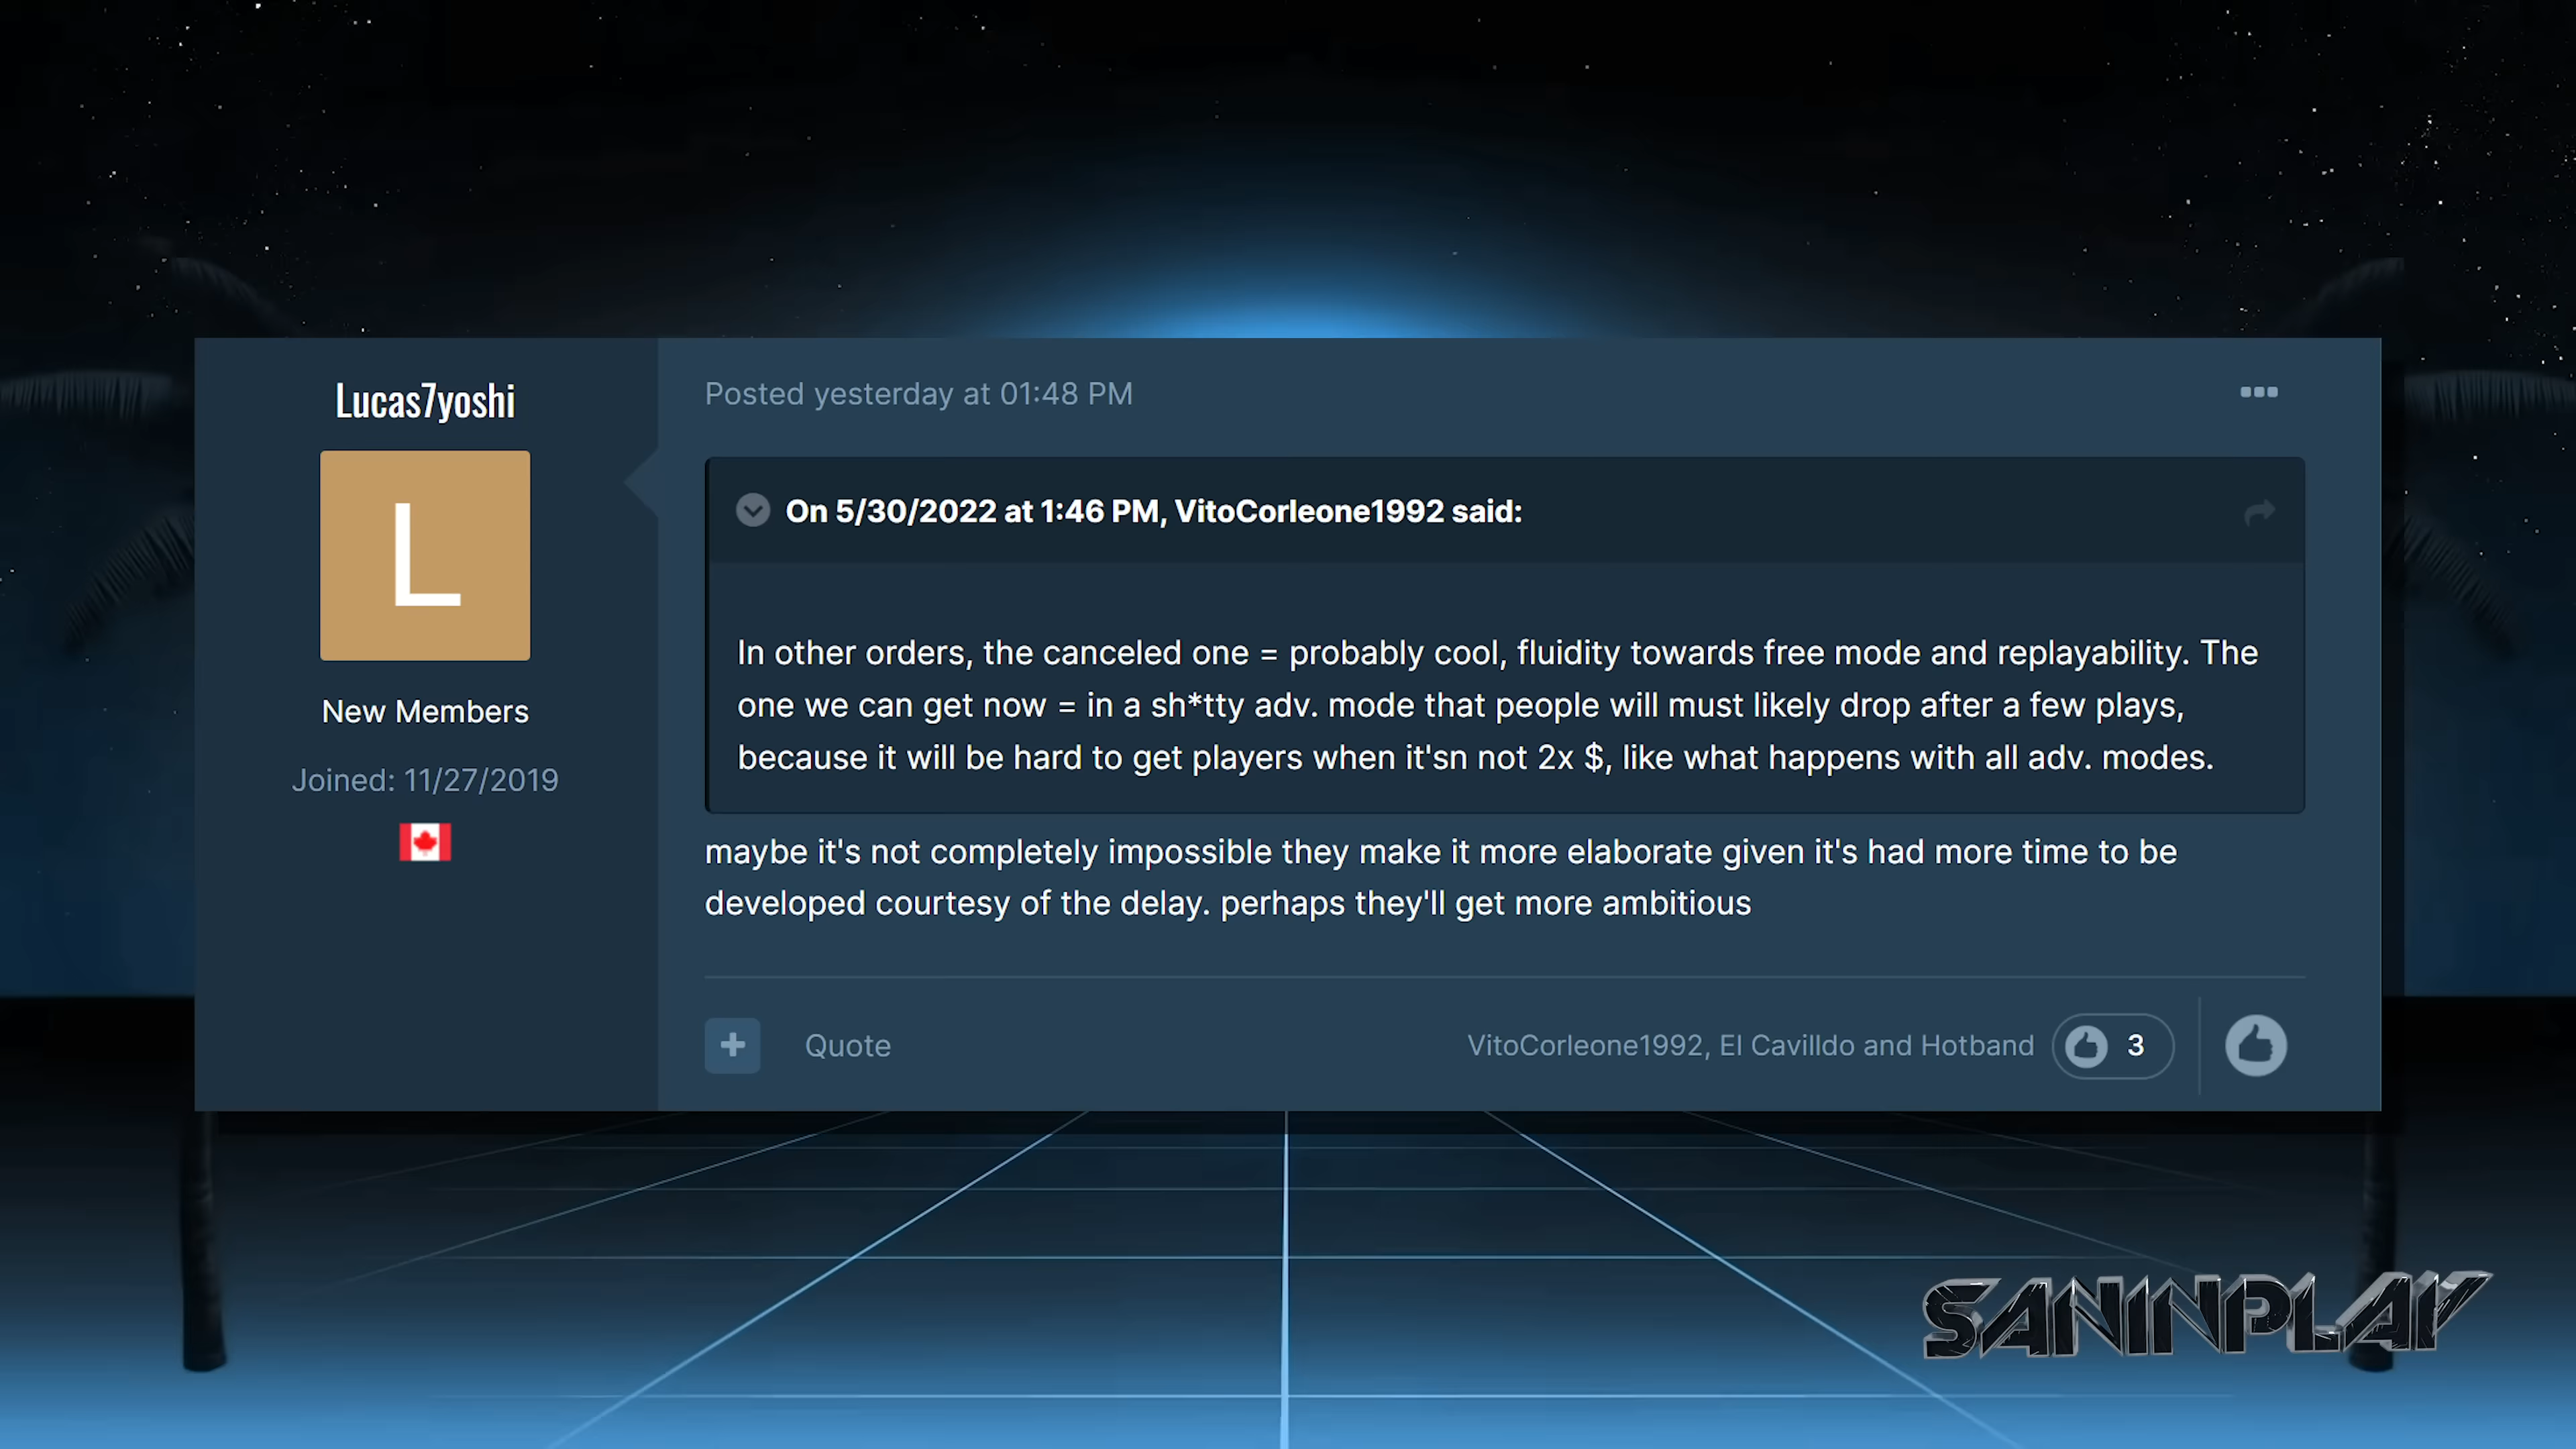 Lucas7yoshi
L
New Members
Joined: 11/27/2019
Posted yesterday at 01:48 PM
On 5/30/2022 at 1:46 PM, VitoCorleone1992 said:
In other orders, the canceled one = probably cool, fluidity towards free mode and replayability. The
one we can get now = in a sh*tty adv. mode that people will must likely drop after a few plays,
because it will be hard to get players when it'sn not 2x $, like what happens with all adv. modes.
maybe it's not completely impossible they make it more elaborate given it's had more time to be
developed courtesy of the delay. perhaps they'll get more ambitious
+ Quote
VitoCorleone1992, El Cavilldo and Hotband 3
SANINPLAY